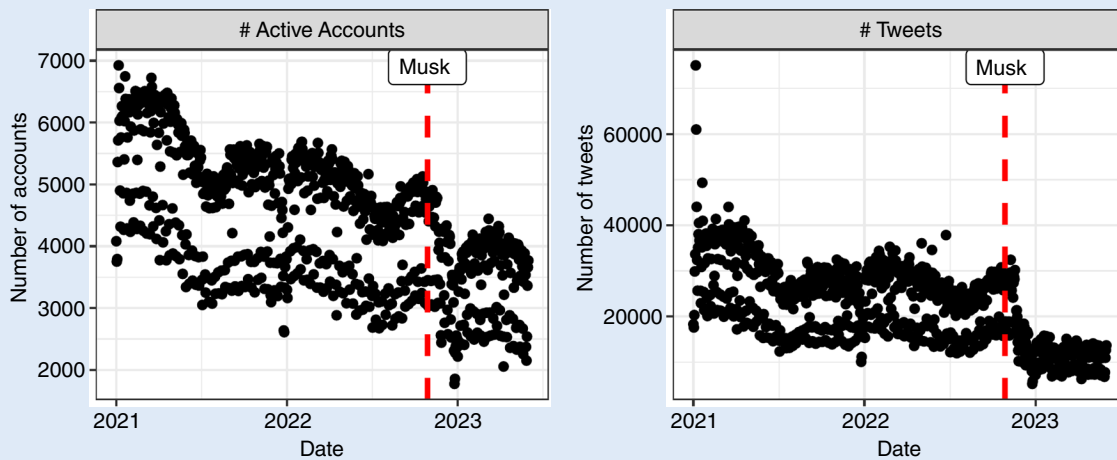 # Active Accounts
Musk
7000
6000
5000
4000
3000
2000
Number of accounts
2021
2022
2023
Date
# Tweets
Musk
60000
40000
20000
Number of tweets
2021
2022
2023
Date